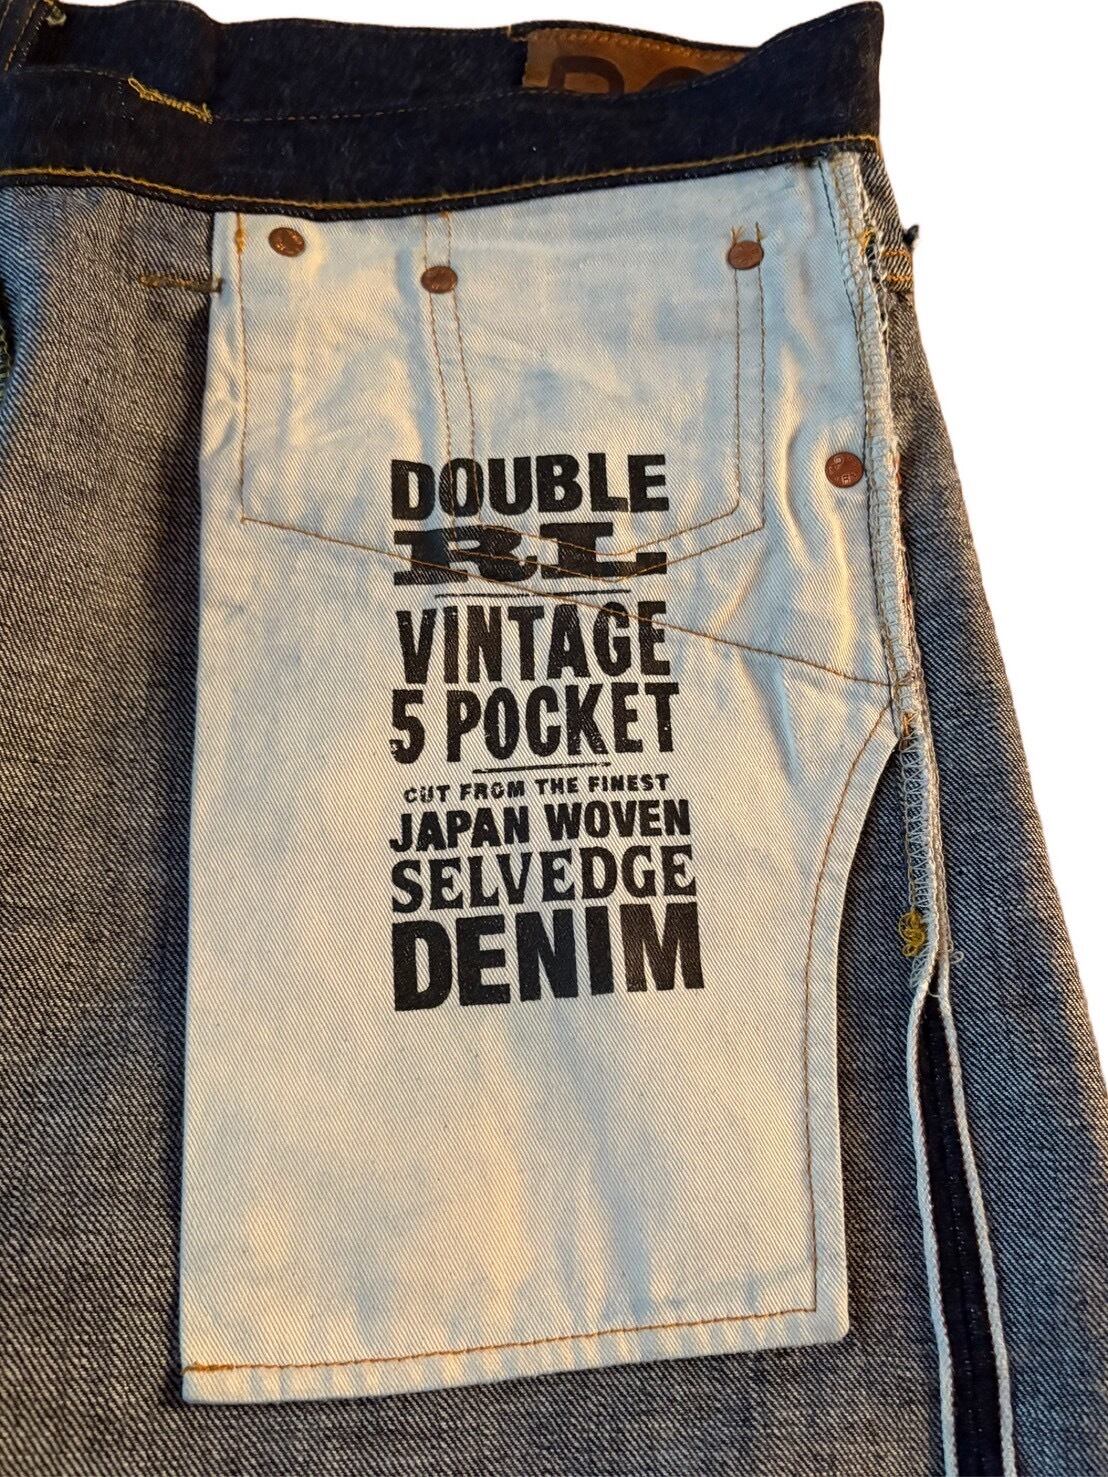 DOUBLE
RL
VINTAGE
5 POCKET
CUT FROM THE FINEST
JAPAN WOVEN
SELVEDGE
DENIM